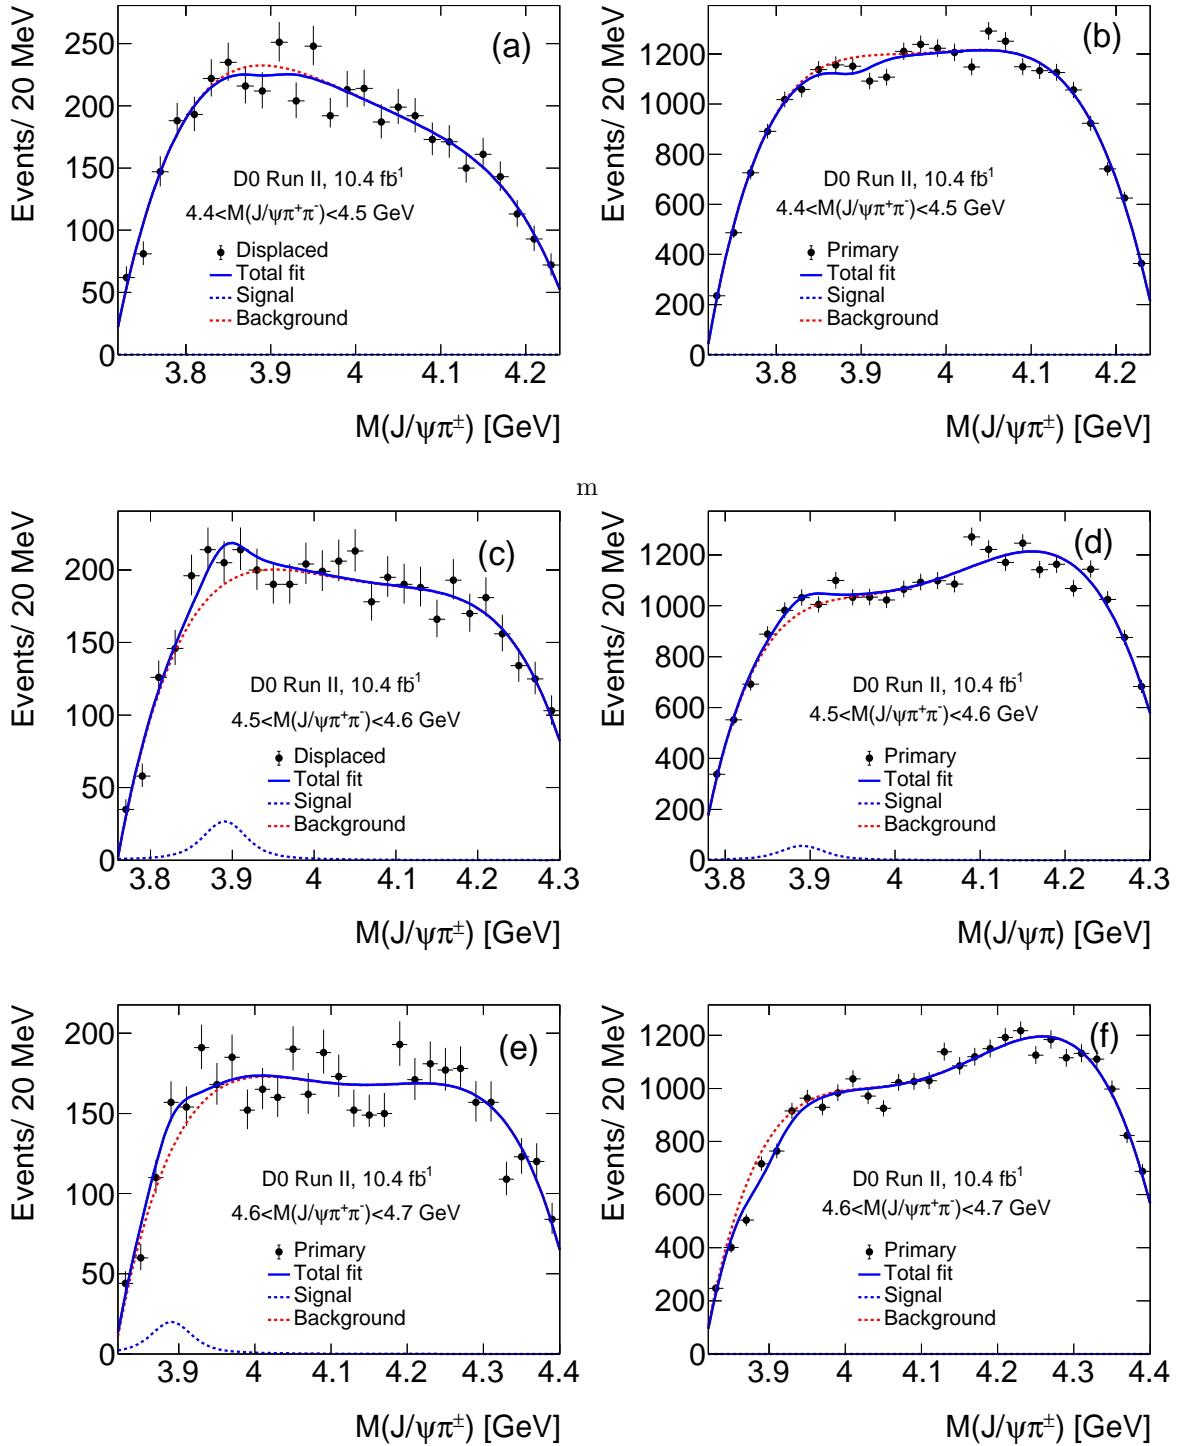 (a)
Events/ 20 MeV
250
200
150
100
50
0
D0 Run II, 10.4 fb¹
4.4<M(J/ψπ⁺π⁻)<4.5 GeV
Displaced
Total fit
Signal
Background
3.8 3.9 4 4.1 4.2
M(J/ψπ±) [GeV]
(b)
Events/ 20 MeV
1200
1000
800
600
400
200
0
D0 Run II, 10.4 fb¹
4.4<M(J/ψπ⁺π⁻)<4.5 GeV
Primary
Total fit
Signal
Background
3.8 3.9 4 4.1 4.2
M(J/ψπ±) [GeV]
m
(c)
Events/ 20 MeV
200
150
100
50
0
D0 Run II, 10.4 fb¹
4.5<M(J/ψπ⁺π⁻)<4.6 GeV
Displaced
Total fit
Signal
Background
3.8 3.9 4 4.1 4.2 4.3
M(J/ψπ±) [GeV]
(d)
Events/ 20 MeV
1200
1000
800
600
400
200
0
D0 Run II, 10.4 fb¹
4.5<M(J/ψπ⁺π⁻)<4.6 GeV
Primary
Total fit
Signal
Background
3.8 3.9 4 4.1 4.2 4.3
M(J/ψπ) [GeV]
(e)
Events/ 20 MeV
200
150
100
50
0
D0 Run II, 10.4 fb¹
4.6<M(J/ψπ⁺π⁻)<4.7 GeV
Primary
Total fit
Signal
Background
3.9 4 4.1 4.2 4.3 4.4
M(J/ψπ±) [GeV]
(f)
Events/ 20 MeV
1200
1000
800
600
400
200
0
D0 Run II, 10.4 fb¹
4.6<M(J/ψπ⁺π⁻)<4.7 GeV
Primary
Total fit
Signal
Background
3.9 4 4.1 4.2 4.3 4.4
M(J/ψπ±) [GeV]